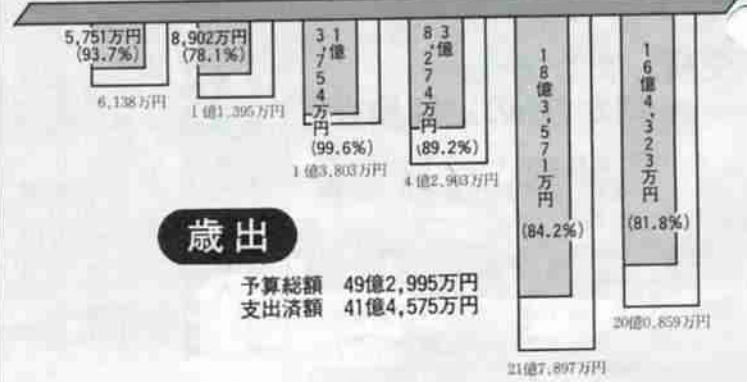 5,751万円
(93.7%)
6,138万円
8,902万円
(78.1%)
1億1,395万円
1億
3,754万円
(99.6%)
1億3,803万円
3億
8,274万円
(89.2%)
4億2,903万円
18億3,571万円
(84.2%)
21億7,897万円
16億4,323万円
(81.8%)
20億0,859万円
歳出
予算総額 49億2,995万円
支出済額 41億4,575万円